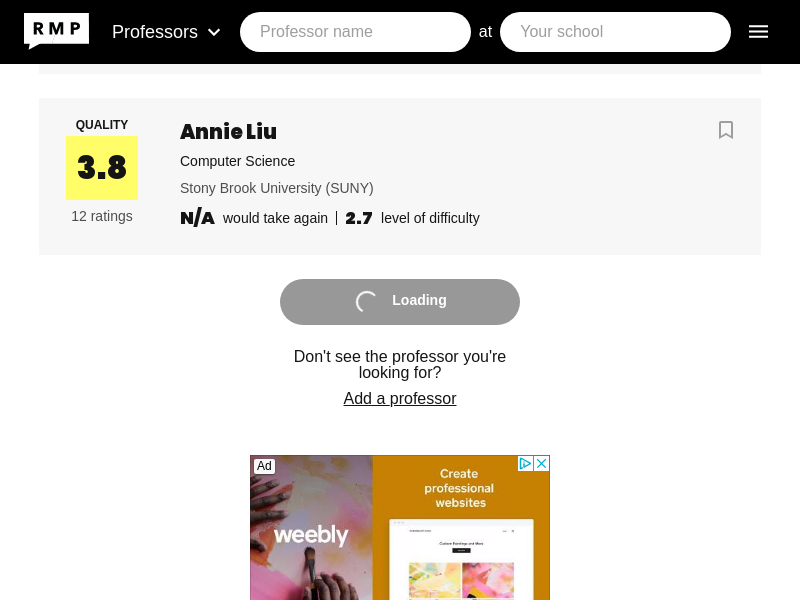 RMP Professors Professor name at Your school
QUALITY
3.8
12 ratings
Annie Liu
Computer Science
Stony Brook University (SUNY)
N/A would take again 2.7 level of difficulty
Loading
Don't see the professor you're
looking for?
Add a professor
Ad
weebly
Create
professional
websites
Custom Paintings and More